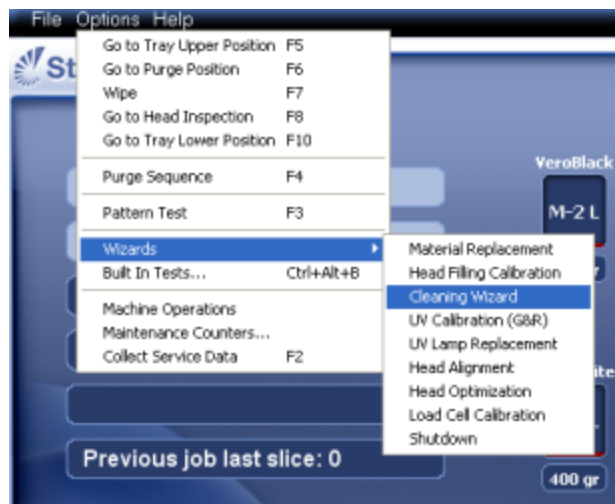 File Options Help
Go to Tray Upper Position F5
Go to Purge Position F6
Wipe F7
Go to Head Inspection F8
Go to Tray Lower Position F10
Purge Sequence F4
Pattern Test F3
Wizards
Built In Tests... Ctrl+Alt+B
Machine Operations
Maintenance Counters...
Collect Service Data F2
Material Replacement
Head Filling Calibration
Cleaning Wizard
UV Calibration (G&R)
UV Lamp Replacement
Head Alignment
Head Optimization
Load Cell Calibration
Shutdown
St
VeroBlack
M-2 L
Previous job last slice: 0
400 gr